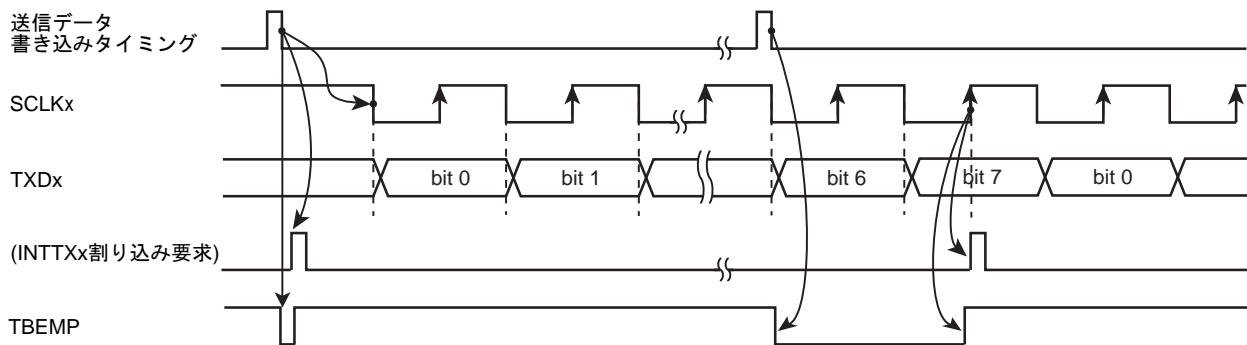 送信データ
書き込みタイミング
SCLKx
TXDx
bit 0
bit 1
bit 6
bit 7
bit 0
(INTTXx割り込み要求)
TBEMP